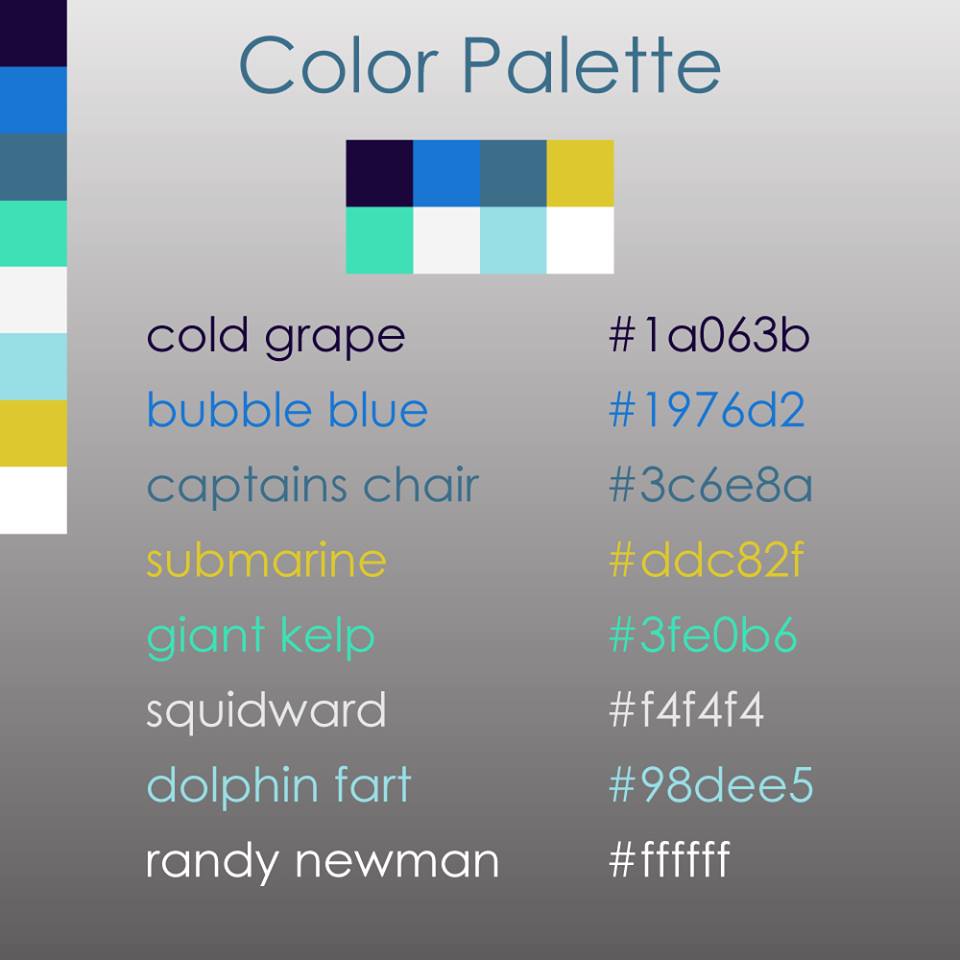 Color Palette
cold grape #1a063b
bubble blue #1976d2
captains chair #3c6e8a
submarine #ddc82f
giant kelp #3fe0b6
squidward #f4f4f4
dolphin fart #98dee5
randy newman #ffffff